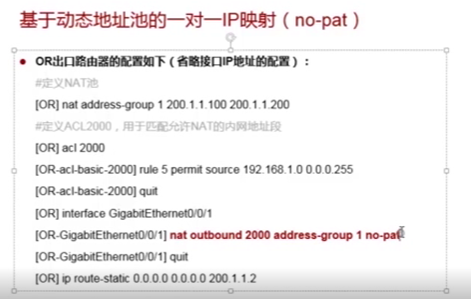 基于动态地址池的一对一IP映射（no-pat）
● OR出口路由器的配置如下（省略接口IP地址的配置）：
#定义NAT池
[OR] nat address-group 1 200.1.1.100 200.1.1.200
#定义ACL2000，用于匹配允许NAT的内网地址段
[OR] acl 2000
[OR-acl-basic-2000] rule 5 permit source 192.168.1.0 0.0.0.255
[OR-acl-basic-2000] quit
[OR] interface GigabitEthernet0/0/1
[OR-GigabitEthernet0/0/1] nat outbound 2000 address-group 1 no-pat
[OR-GigabitEthernet0/0/1] quit
[OR] ip route-static 0.0.0.0 0.0.0.0 200.1.1.2